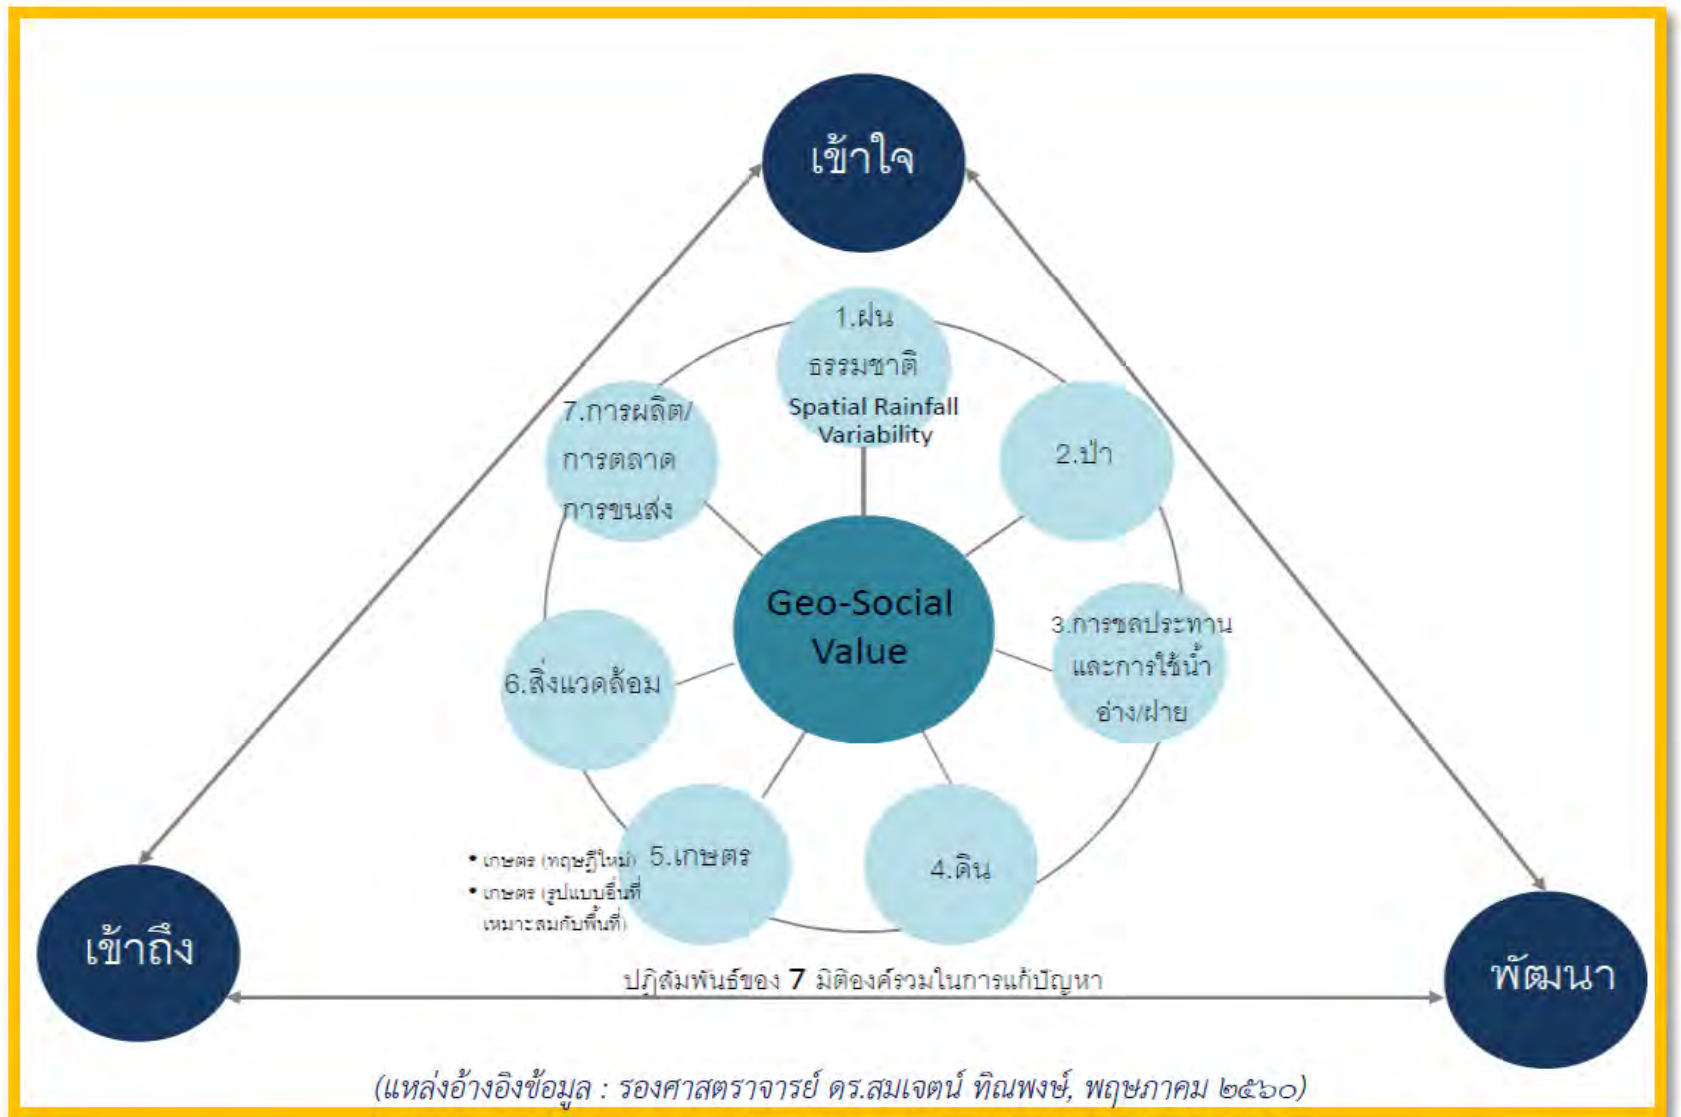 เข้าใจ
1.ฝน
ธรรมชาติ
Spatial Rainfall
Variability
2.ป่า
3.การชลประทาน
และการใช้น้ำ
อ่าง/ฝาย
4.ดิน
5.เกษตร
• เกษตร (ทฤษฎีใหม่)
• เกษตร (รูปแบบอื่นที่
เหมาะสมกับพื้นที่)
6.สิ่งแวดล้อม
7.การผลิต/
การตลาด
การขนส่ง
Geo-Social
Value
เข้าถึง
พัฒนา
ปฏิสัมพันธ์ของ 7 มิติองค์รวมในการแก้ปัญหา
(แหล่งอ้างอิงข้อมูล : รองศาสตราจารย์ ดร.สมเจตน์ ทิณพงษ์, พฤษภาคม ๒๕๖๐)